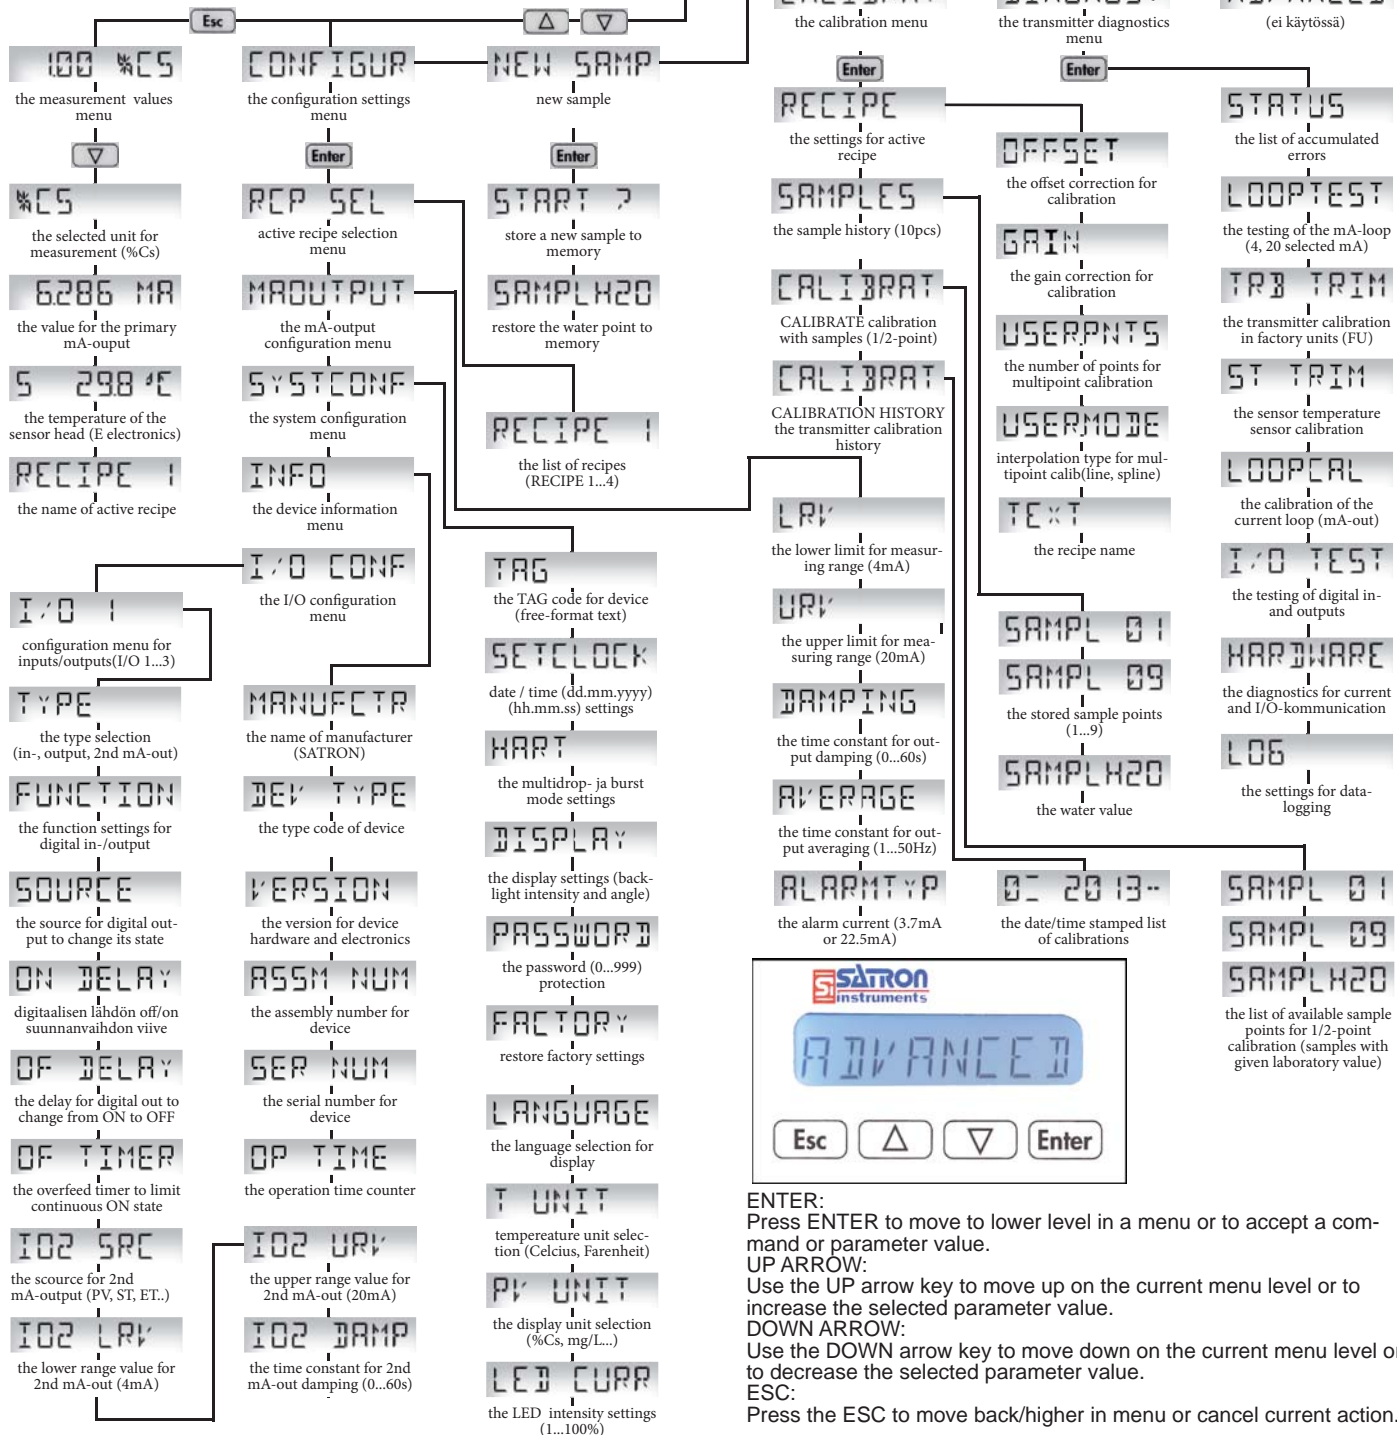 Esc
△ ▽
1.00 %CS
the measurement values
menu
▽
%CS
the selected unit for
measurement (%Cs)
6.286 MA
the value for the primary
mA-ouput
S 29.8 °C
the temperature of the
sensor head (E electronics)
RECIPE 1
the name of active recipe
CONFIGUR
the configuration settings
menu
Enter
RCP SEL
active recipe selection
menu
MAOUTPUT
the mA-output
configuration menu
SYSTCONF
the system configuration
menu
INFO
the device information
menu
I/O CONF
the I/O configuration
menu
NEW SAMP
new sample
Enter
START ?
store a new sample to
memory
SAMPLH2O
restore the water point to
memory
RECIPE 1
the list of recipes
(RECIPE 1...4)
I/O 1
configuration menu for
inputs/outputs(I/O 1...3)
TYPE
the type selection
(in-, output, 2nd mA-out)
FUNCTION
the function settings for
digital in-/output
SOURCE
the source for digital out-
put to change its state
ON DELAY
digitaalisen lähdön off/on
suunnanvaihdon viive
OF DELAY
the delay for digital out to
change from ON to OFF
OF TIMER
the overfeed timer to limit
continuous ON state
IO2 SRC
the scource for 2nd
mA-output (PV, ST, ET..)
IO2 LRV
the lower range value for
2nd mA-out (4mA)
MANUFCTR
the name of manufacturer
(SATRON)
DEV TYPE
the type code of device
VERSION
the version for device
hardware and electronics
ASSM NUM
the assembly number for
device
SER NUM
the serial number for
device
OP TIME
the operation time counter
IO2 URV
the upper range value for
2nd mA-out (20mA)
IO2 DAMP
the time constant for 2nd
mA-out damping (0...60s)
TAG
the TAG code for device
(free-format text)
SETCLOCK
date / time (dd.mm.yyyy)
(hh.mm.ss) settings
HART
the multidrop- ja burst
mode settings
DISPLAY
the display settings (back-
light intensity and angle)
PASSWORD
the password (0...999)
protection
FACTORY
restore factory settings
LANGUAGE
the language selection for
display
T UNIT
tempereature unit selec-
tion (Celcius, Farenheit)
PV UNIT
the display unit selection
(%Cs, mg/L...)
LED CURR
the LED intensity settings
(1...100%)
the calibration menu
Enter
RECIPE
the settings for active
recipe
SAMPLES
the sample history (10pcs)
CALIBRAT
CALIBRATE calibration
with samples (1/2-point)
CALIBRAT
CALIBRATION HISTORY
the transmitter calibration
history
LRV
the lower limit for measur-
ing range (4mA)
URV
the upper limit for mea-
suring range (20mA)
DAMPING
the time constant for out-
put damping (0...60s)
AVERAGE
the time constant for out-
put averaging (1...50Hz)
ALARMTYP
the alarm current (3.7mA
or 22.5mA)
the transmitter diagnostics
menu
Enter
OFFSET
the offset correction for
calibration
GAIN
the gain correction for
calibration
USERPNTS
the number of points for
multipoint calibration
USERMODE
interpolation type for mul-
tipoint calib(line, spline)
TEXT
the recipe name
SAMPL 01
SAMPL 09
the stored sample points
(1...9)
SAMPLH2O
the water value
2013-
the date/time stamped list
of calibrations
(ei käytössä)
STATUS
the list of accumulated
errors
LOOPTEST
the testing of the mA-loop
(4, 20 selected mA)
TRD TRIM
the transmitter calibration
in factory units (FU)
ST TRIM
the sensor temperature
sensor calibration
LOOPCAL
the calibration of the
current loop (mA-out)
I/O TEST
the testing of digital in-
and outputs
HARDWARE
the diagnostics for current
and I/O-kommunication
LOG
the settings for data-
logging
SAMPL 01
SAMPL 09
SAMPLH2O
the list of available sample
points for 1/2-point
calibration (samples with
given laboratory value)
SATRON
instruments
ADVANCED
Esc △ ▽ Enter
ENTER:
Press ENTER to move to lower level in a menu or to accept a com-
mand or parameter value.
UP ARROW:
Use the UP arrow key to move up on the current menu level or to
increase the selected parameter value.
DOWN ARROW:
Use the DOWN arrow key to move down on the current menu level or
to decrease the selected parameter value.
ESC:
Press the ESC to move back/higher in menu or cancel current action.